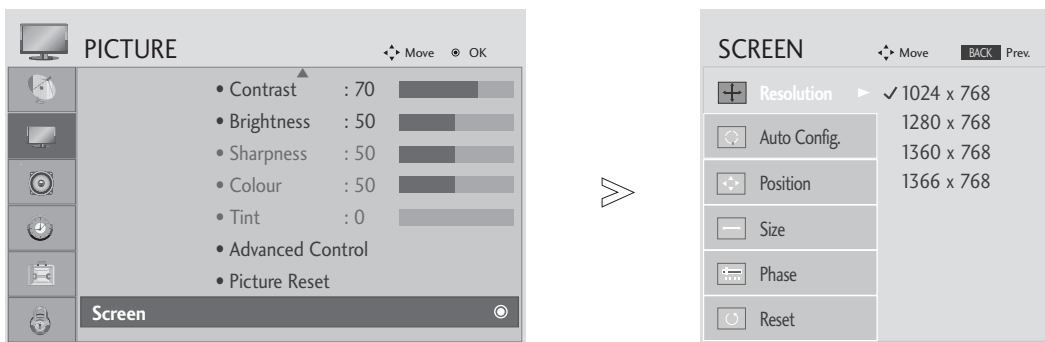 PICTURE
Move OK
• Contrast : 70
• Brightness : 50
• Sharpness : 50
• Colour : 50
• Tint : 0
• Advanced Control
• Picture Reset
Screen
SCREEN
Move BACK Prev.
Resolution ✓ 1024 x 768
1280 x 768
1360 x 768
1366 x 768
Auto Config.
Position
Size
Phase
Reset